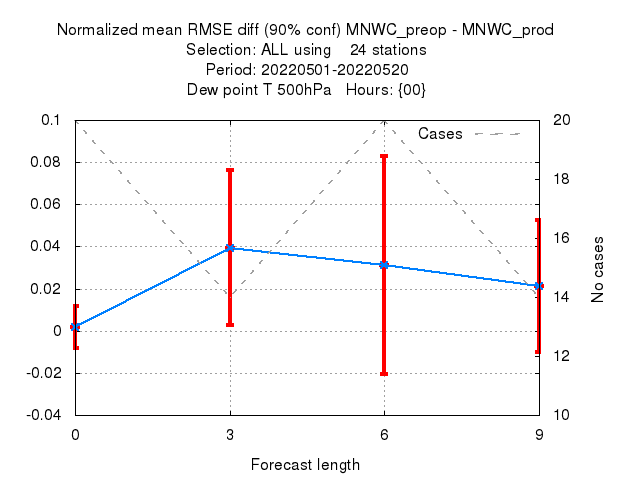 Normalized mean RMSE diff (90% conf) MNWC_preop - MNWC_prod
Selection: ALL using 24 stations
Period: 20220501-20220520
Dew point T 500hPa Hours: {00}
Cases
0.1
0.08
0.06
0.04
0.02
0
-0.02
-0.04
20
18
16
14
12
10
No cases
0 3 6 9
Forecast length